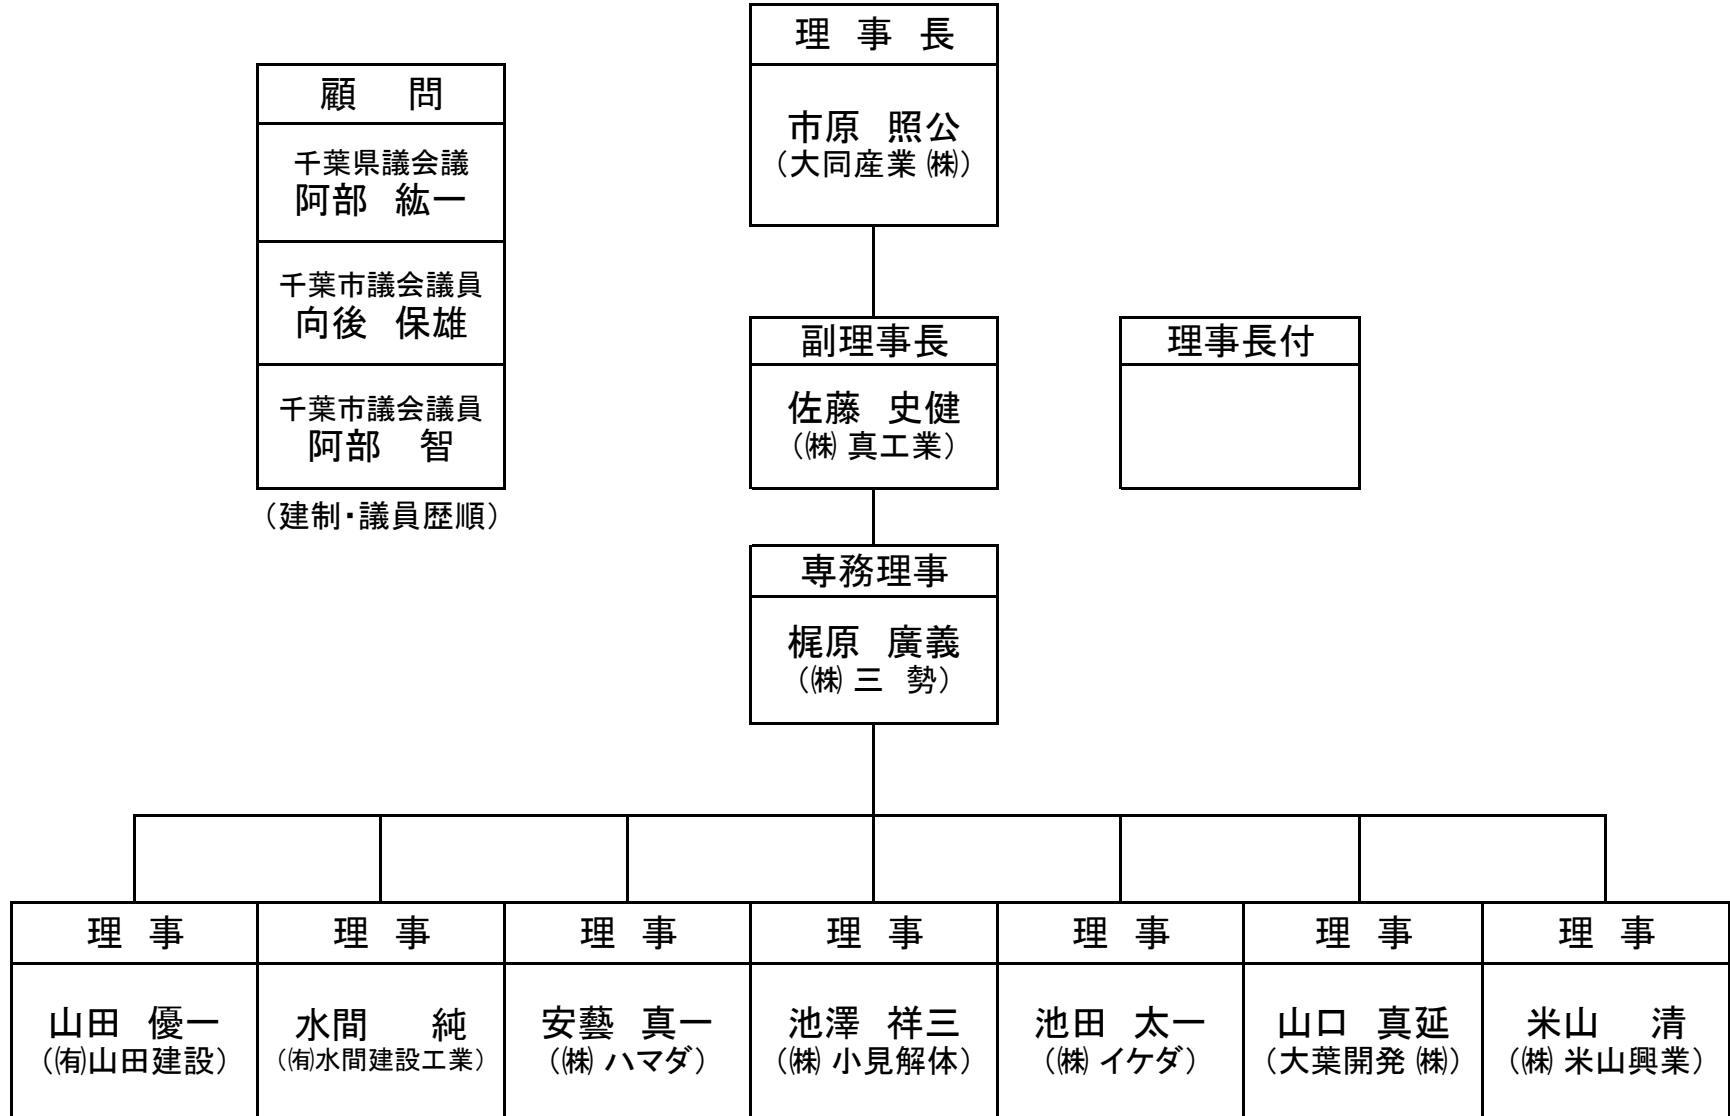 理 事 長
市原 照公
（大同産業 ㈱）
顧 問
千葉県議会議
阿部 紘一
千葉市議会議員
向後 保雄
千葉市議会議員
阿部 智
（建制・議員歴順）
副理事長
佐藤 史健
（㈱ 真工業）
理事長付
専務理事
梶原 廣義
（㈱ 三 勢）
理 事
山田 優一
（㈲山田建設）
理 事
水間 純
（㈲水間建設工業）
理 事
安藝 真一
（㈱ ハマダ）
理 事
池澤 祥三
（㈱ 小見解体）
理 事
池田 太一
（㈱ イケダ）
理 事
山口 真延
（大葉開発 ㈱）
理 事
米山 清
（㈱ 米山興業）